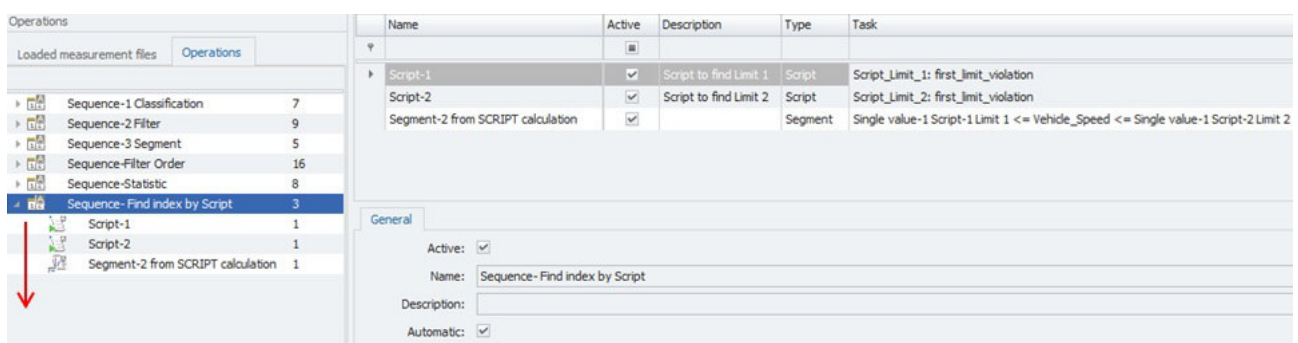 Operations
Loaded measurement files Operations
Sequence-1 Classification 7
Sequence-2 Filter 9
Sequence-3 Segment 5
Sequence-Filter Order 16
Sequence-Statistic 8
Sequence- Find index by Script 3
Script-1 1
Script-2 1
Segment-2 from SCRIPT calculation 1
Name Active Description Type Task
Script-1 Script to find Limit 1 Script Script_Limit_1: first_limit_violation
Script-2 Script to find Limit 2 Script Script_Limit_2: first_limit_violation
Segment-2 from SCRIPT calculation Segment Single value-1 Script-1 Limit 1 <= Vehicle_Speed <= Single value-1 Script-2 Limit 2
General
Active:
Name: Sequence- Find index by Script
Description:
Automatic: